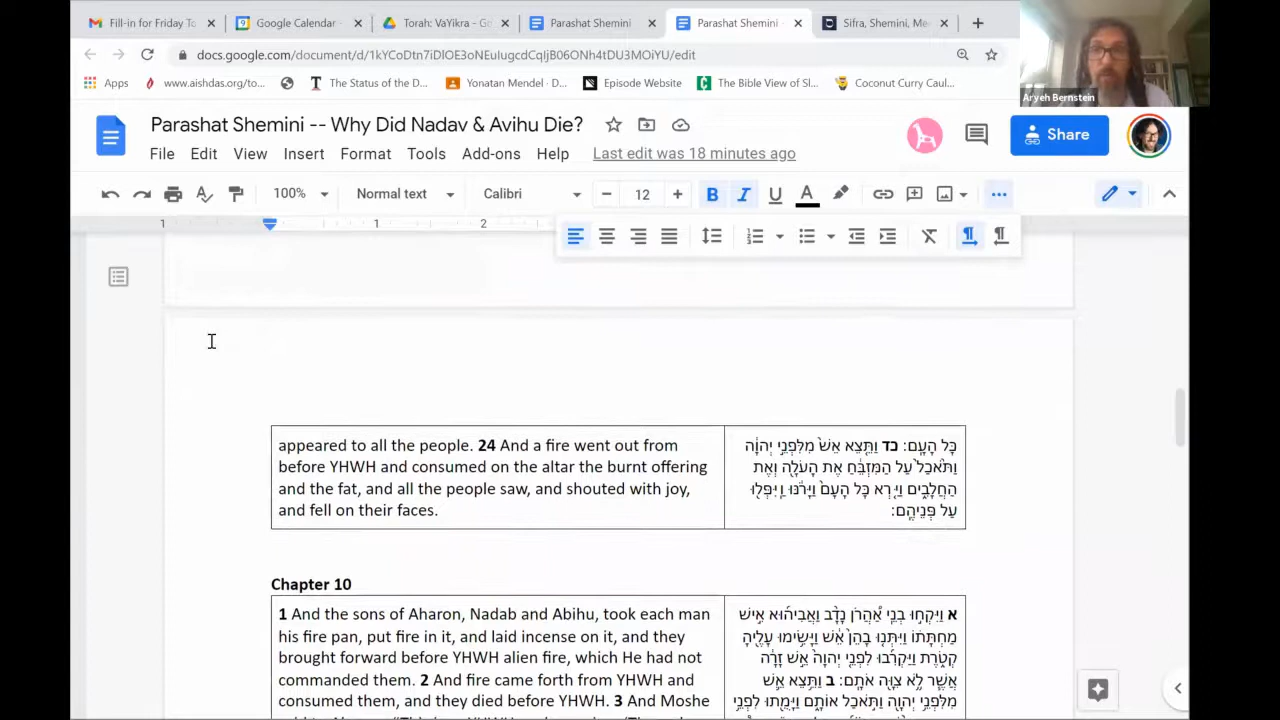 Fill-in for Friday To
Google Calendar -
Torah: VaYikra - Go
Parashat Shemini
Parashat Shemini -
Sifra, Shemini, Me
docs.google.com/document/d/1kYCoDtn7iDlOE3oNEuIugcdCqIjB06ONh4tDU3MOiYU/edit
Apps
www.aishdas.org/to...
The Status of the D...
Yonatan Mendel · D...
Episode Website
The Bible View of Sl...
Coconut Curry Caul...
Aryeh Bernstein
Parashat Shemini -- Why Did Nadav & Avihu Die?
Share
File Edit View Insert Format Tools Add-ons Help
Last edit was 18 minutes ago
100%
Normal text
Calibri
12
B I U A
1 1 2
appeared to all the people. 24 And a fire went out from
before YHWH and consumed on the altar the burnt offering
and the fat, and all the people saw, and shouted with joy,
and fell on their faces.
כָּל הָעָֽם׃ כד וַתֵּ֤צֵא אֵשׁ֙ מִלִּפְנֵ֣י יְהוָ֔ה
וַתֹּ֙אכַל֙ עַל הַמִּזְבֵּ֔חַ אֶת הָעֹלָ֖ה וְאֶת
הַחֲלָבִ֑ים וַיַּ֤רְא כָּל הָעָם֙ וַיָּרֹ֔נּוּ וַֽיִּפְּל֖וּ
עַל פְּנֵיהֶֽם׃
Chapter 10
1 And the sons of Aharon, Nadab and Abihu, took each man
his fire pan, put fire in it, and laid incense on it, and they
brought forward before YHWH alien fire, which He had not
commanded them. 2 And fire came forth from YHWH and
consumed them, and they died before YHWH. 3 And Moshe
א וַיִּקְח֣וּ בְנֵֽי אַ֠הֲרֹן נָדָ֨ב וַאֲבִיה֜וּא אִ֣ישׁ
מַחְתָּת֗וֹ וַיִּתְּנ֤וּ בָהֵן֙ אֵ֔שׁ וַיָּשִׂ֥ימוּ עָלֶ֖יהָ
קְטֹ֑רֶת וַיַּקְרִ֜בוּ לִפְנֵ֤י יְהוָה֙ אֵ֣שׁ זָרָ֔ה
אֲשֶׁ֧ר לֹ֦א צִוָּ֖ה אֹתָֽם׃ ב וַתֵּ֥צֵא אֵ֛שׁ
מִלִּפְנֵ֥י יְהוָ֖ה וַתֹּ֣אכַל אוֹתָ֑ם וַיָּמֻ֖תוּ לִפְנֵ֥י